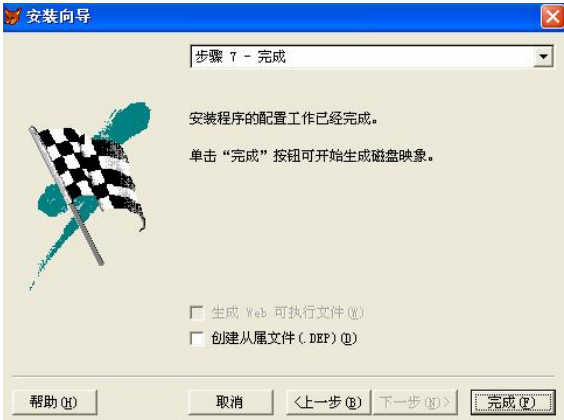 安装向导
步骤 7 - 完成
安装程序的配置工作已经完成。
单击“完成”按钮可开始生成磁盘映象。
生成 Web 可执行文件(W)
创建从属文件(.DEP)(D)
帮助(H) 取消 <上一步(B) 下一步(N)> 完成(F)